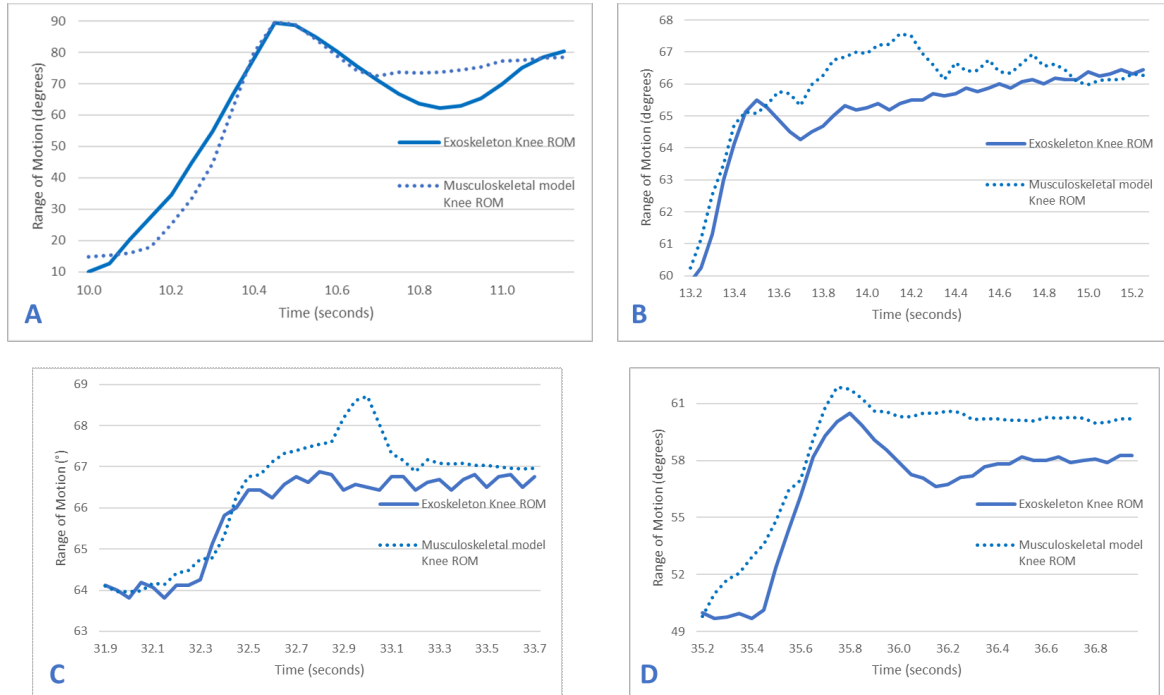 90
80
70
60
50
40
30
20
10
Range of Motion (degrees)
Exoskeleton Knee ROM
Musculoskeletal model
Knee ROM
10.0 10.2 10.4 10.6 10.8 11.0
Time (seconds)
A
68
67
66
65
64
63
62
61
60
Range of Motion (degrees)
Exoskeleton Knee ROM
Musculoskeletal model
Knee ROM
13.2 13.4 13.6 13.8 14.0 14.2 14.4 14.6 14.8 15.0 15.2
Time (seconds)
B
69
68
67
66
65
64
63
Range of Motion (°)
Exoskeleton Knee ROM
Musculoskeletal model
Knee ROM
31.9 32.1 32.3 32.5 32.7 32.9 33.1 33.3 33.5 33.7
Time (seconds)
C
61
58
55
52
49
Range of Motion (degrees)
Exoskeleton Knee ROM
Musculoskeletal model
Knee ROM
35.2 35.4 35.6 35.8 36.0 36.2 36.4 36.6 36.8
Time (seconds)
D